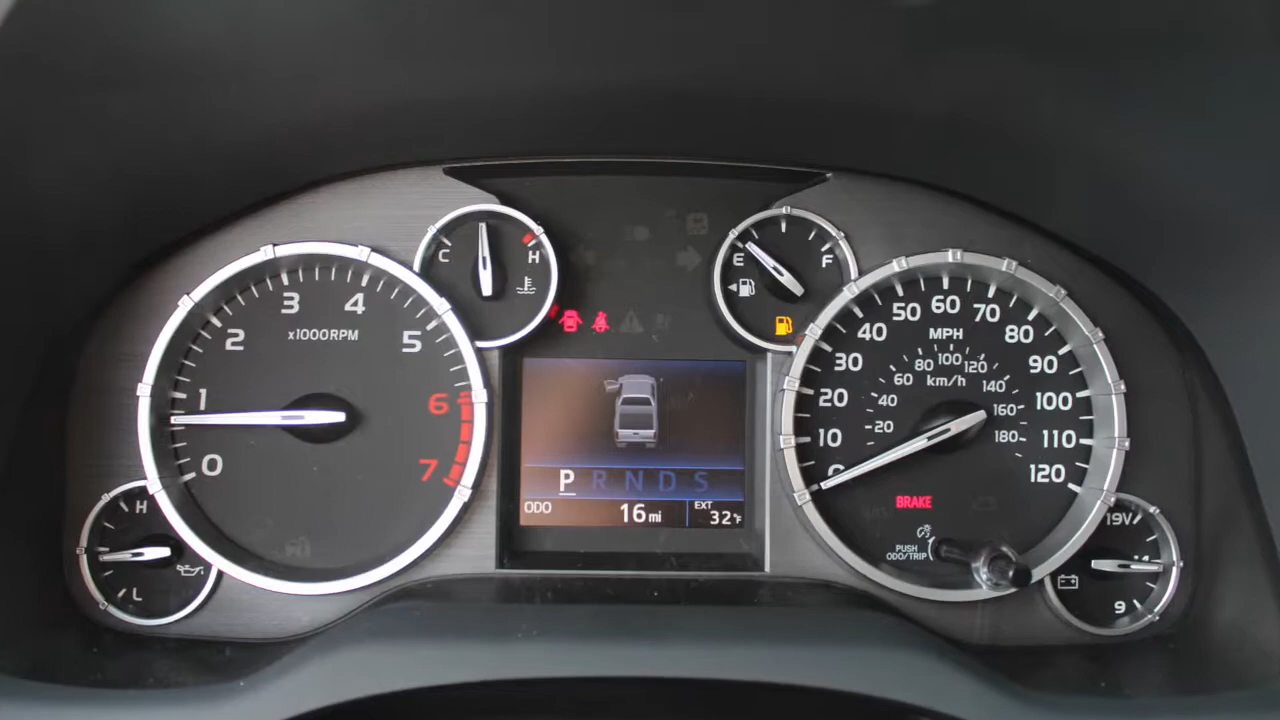 C
H
E
F
0
1
2
3
4
5
6
7
x1000RPM
0
10
20
30
40
50
60
70
80
90
100
110
120
MPH
20
40
60
80
100
120
140
160
180
km/h
P R N D S
ODO 16 mi
EXT
32°F
BRAKE
PUSH
ODO/TRIP
H
L
19V
9